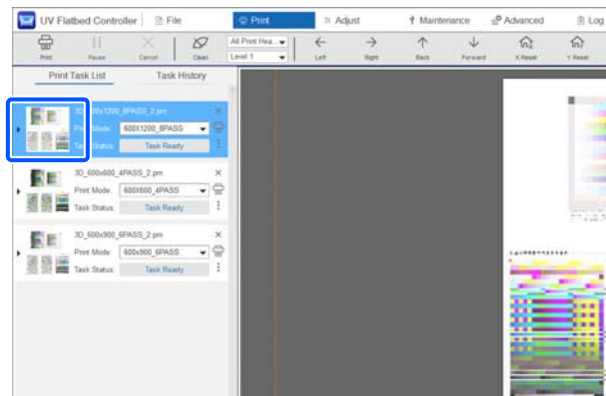 UV Flatbed Controller File Print Adjust Maintenance Advanced Log
Print Pause Cancel Clean All Print Hea... Level 1 Left Right Back Forward X Reset Y Reset
Print Task List Task History
1200_8PASS_2.prn
Print Mode 600X1200_8PASS
Task Status Task Ready
3D_600x600_4PASS_2.prn
Print Mode 600X600_4PASS
Task Status Task Ready
3D_600x900_6PASS_2.prn
Print Mode 600x900_6PASS
Task Status Task Ready